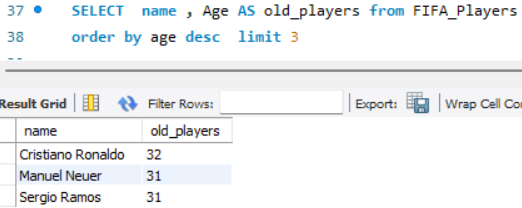 37 SELECT name , Age AS old_players from FIFA_Players
38 order by age desc limit 3
Result Grid Filter Rows: Export: Wrap Cell Co
name old_players
Cristiano Ronaldo 32
Manuel Neuer 31
Sergio Ramos 31